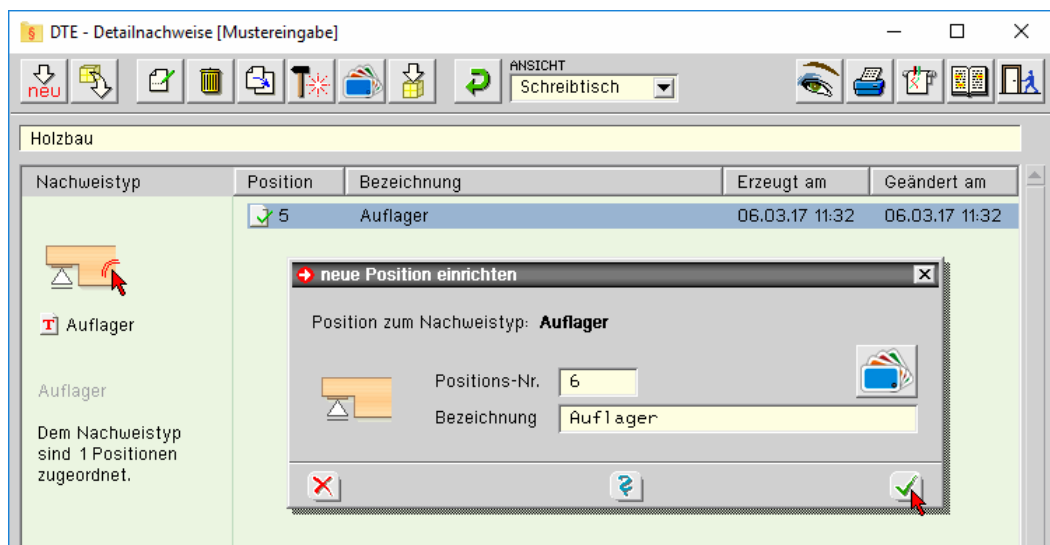 § DTE - Detailnachweise [Mustereingabe]
neu
ANSICHT
Schreibtisch
Holzbau
Nachweistyp
Position
Bezeichnung
Erzeugt am
Geändert am
5
Auflager
06.03.17 11:32
06.03.17 11:32
T Auflager
Auflager
Dem Nachweistyp
sind 1 Positionen
zugeordnet.
neue Position einrichten
Position zum Nachweistyp: Auflager
Positions-Nr.
6
Bezeichnung
Auflager